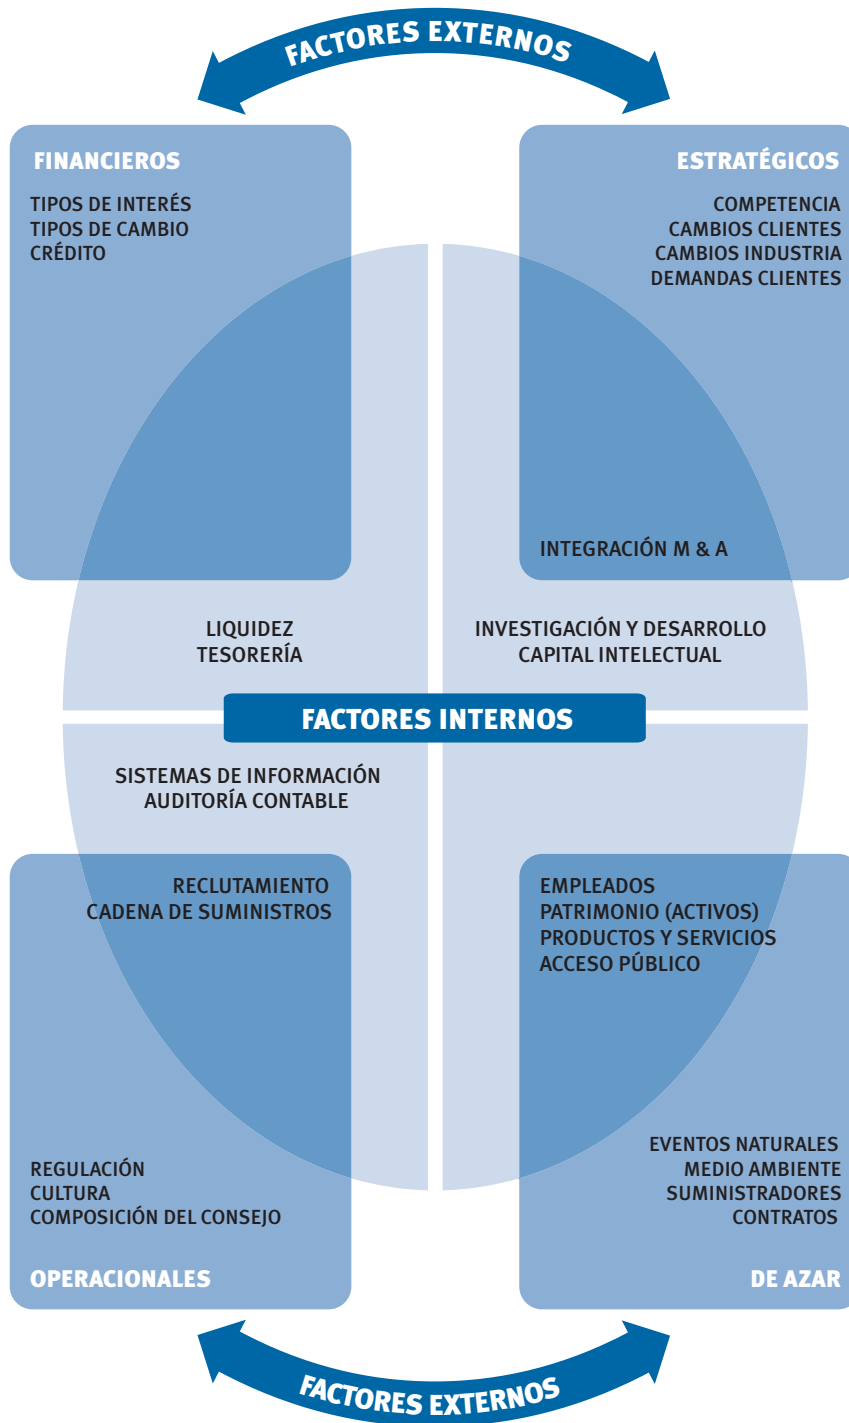 FACTORES EXTERNOS
FINANCIEROS
TIPOS DE INTERÉS
TIPOS DE CAMBIO
CRÉDITO
ESTRATÉGICOS
COMPETENCIA
CAMBIOS CLIENTES
CAMBIOS INDUSTRIA
DEMANDAS CLIENTES
INTEGRACIÓN M & A
LIQUIDEZ
TESORERÍA
INVESTIGACIÓN Y DESARROLLO
CAPITAL INTELECTUAL
FACTORES INTERNOS
SISTEMAS DE INFORMACIÓN
AUDITORÍA CONTABLE
RECLUTAMIENTO
CADENA DE SUMINISTROS
REGULACIÓN
CULTURA
COMPOSICIÓN DEL CONSEJO
OPERACIONALES
EMPLEADOS
PATRIMONIO (ACTIVOS)
PRODUCTOS Y SERVICIOS
ACCESO PÚBLICO
EVENTOS NATURALES
MEDIO AMBIENTE
SUMINISTRADORES
CONTRATOS
DE AZAR
FACTORES EXTERNOS